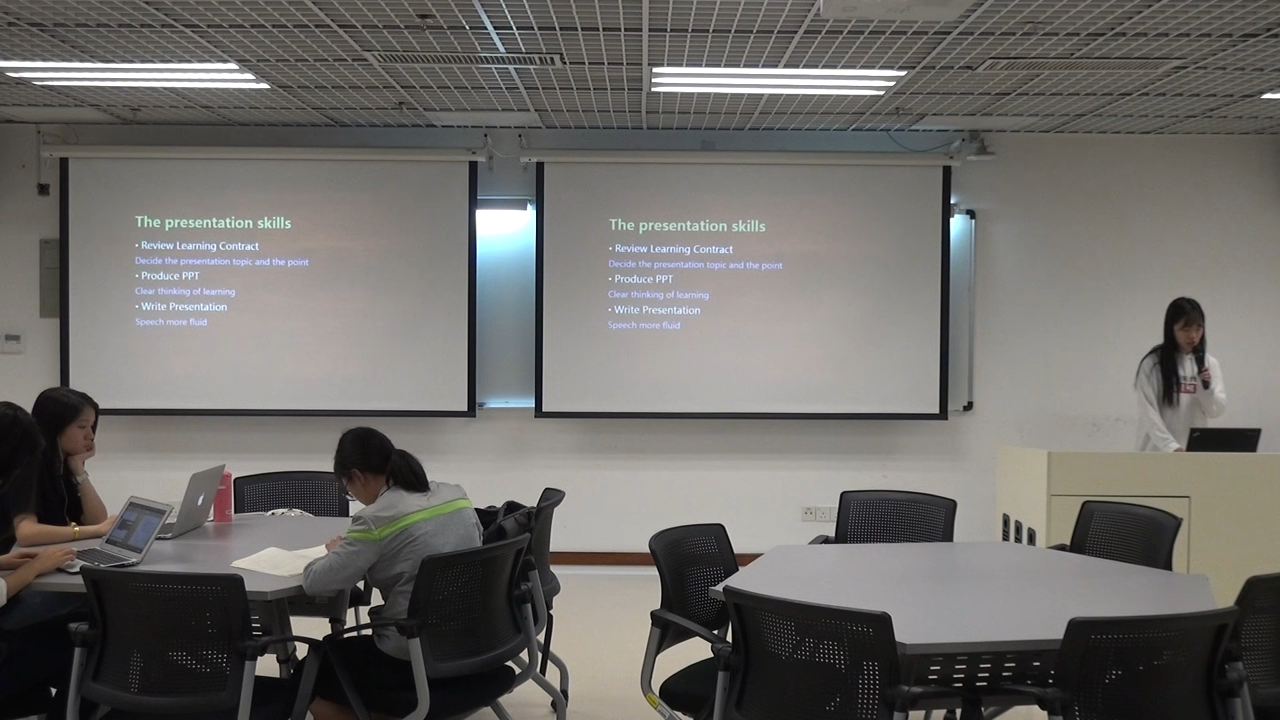 The presentation skills
• Review Learning Contract
Decide the presentation topic and the point
• Produce PPT
Clear thinking of learning
• Write Presentation
Speech more fluid
The presentation skills
• Review Learning Contract
Decide the presentation topic and the point
• Produce PPT
Clear thinking of learning
• Write Presentation
Speech more fluid